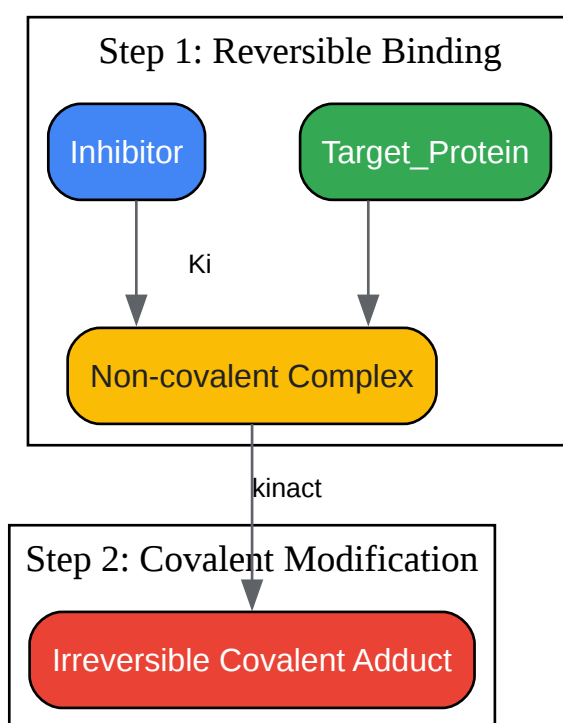 Step 1: Reversible Binding
Inhibitor
Target_Protein
Ki
Non-covalent Complex
kinact
Step 2: Covalent Modification
Irreversible Covalent Adduct